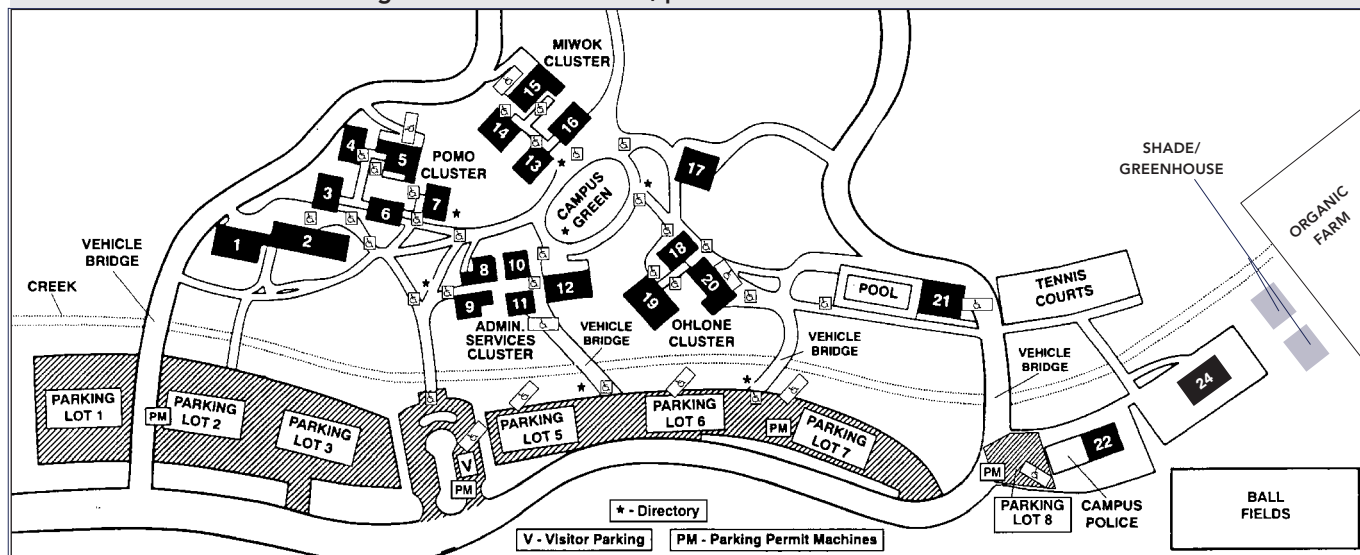 MIWOK
CLUSTER
15
14
16
13
4
5
POMO
CLUSTER
3
6
7
1
2
17
CAMPUS
GREEN
SHADE/
GREENHOUSE
ORGANIC
FARM
VEHICLE
BRIDGE
CREEK
8
10
9
11
12
18
20
19
ADMIN.
SERVICES
CLUSTER
VEHICLE
BRIDGE
OHLONE
CLUSTER
VEHICLE
BRIDGE
POOL
21
TENNIS
COURTS
VEHICLE
BRIDGE
24
22
PARKING
LOT 1
PM
PARKING
LOT 2
PARKING
LOT 3
V
PM
PARKING
LOT 5
PARKING
LOT 6
PM
PARKING
LOT 7
PM
PARKING
LOT 8
CAMPUS
POLICE
BALL
FIELDS
★ - Directory
V - Visitor Parking
PM - Parking Permit Machines